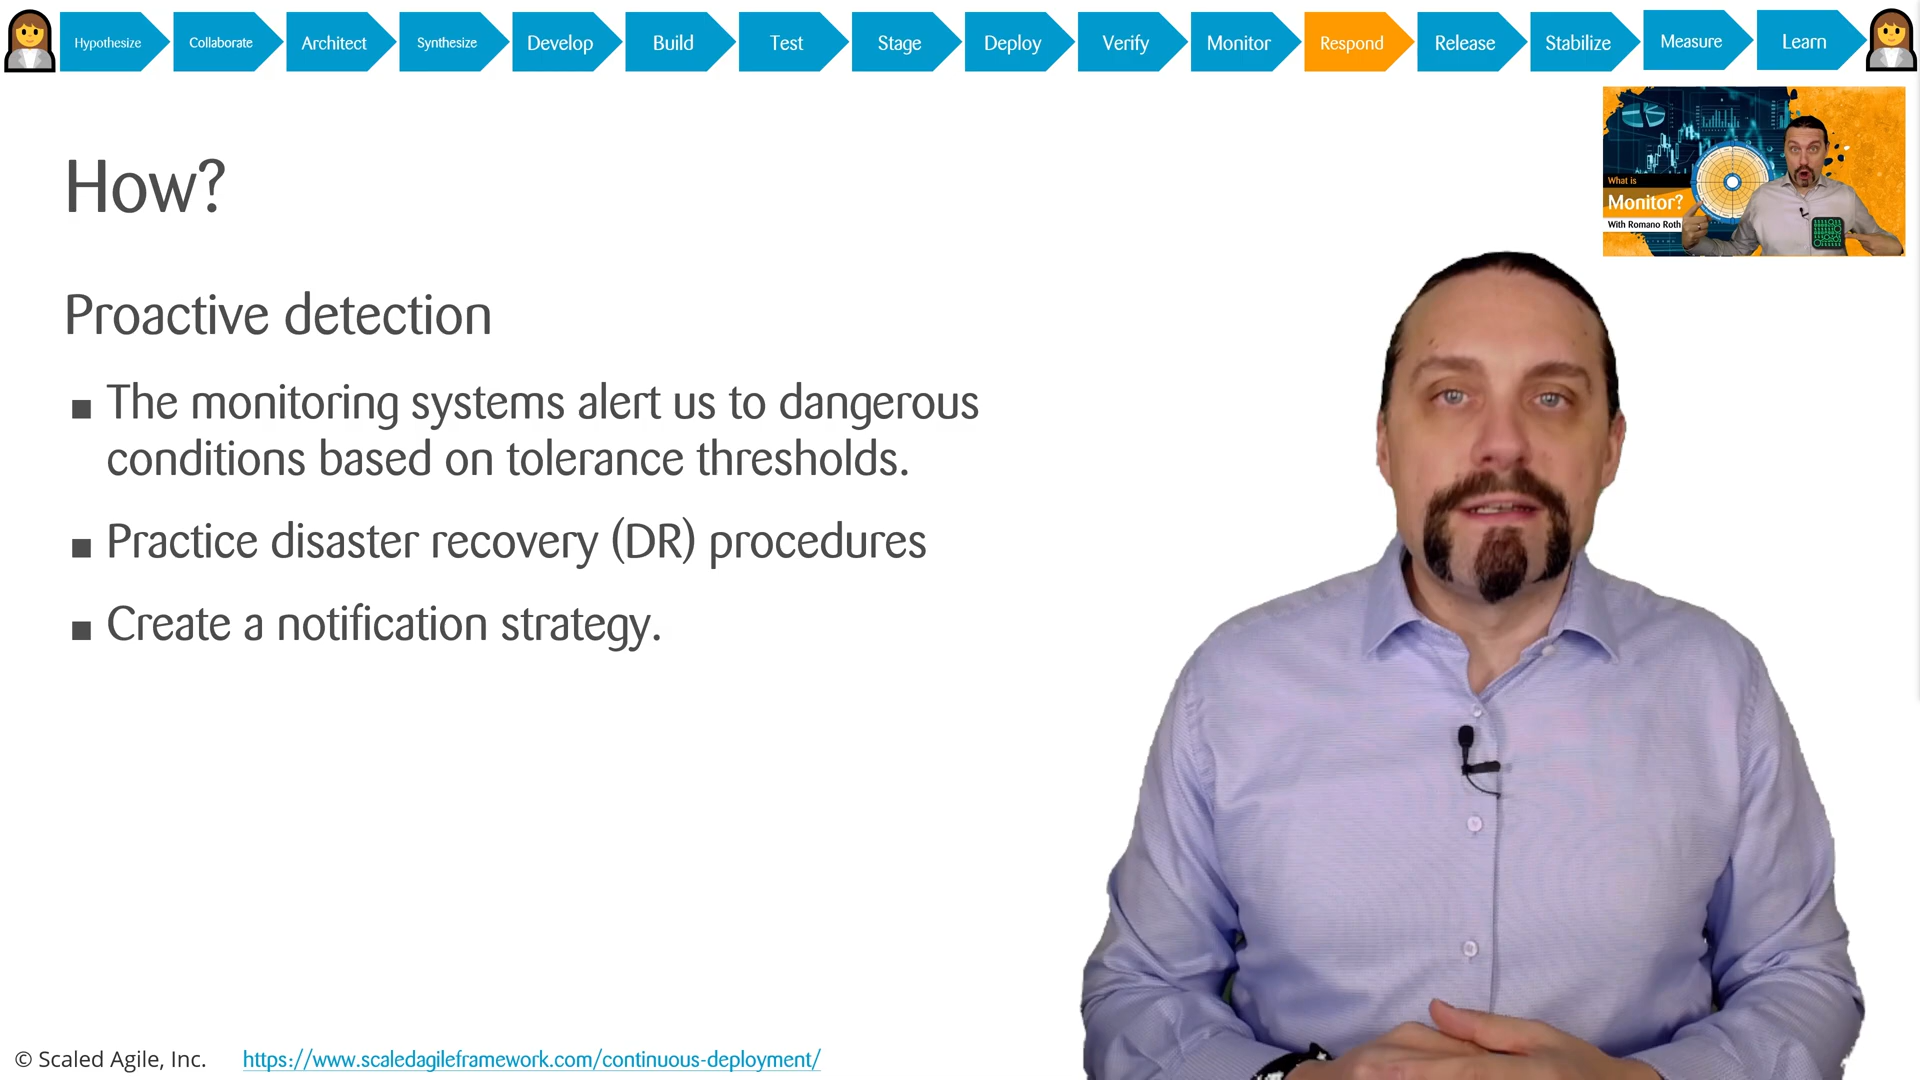 Hypothesize
Collaborate
Architect
Synthesize
Develop
Build
Test
Stage
Deploy
Verify
Monitor
Respond
Release
Stabilize
Measure
Learn
What is
Monitor?
With Romano Roth
How?
Proactive detection
■ The monitoring systems alert us to dangerous
conditions based on tolerance thresholds.
■ Practice disaster recovery (DR) procedures
■ Create a notification strategy.
© Scaled Agile, Inc.
https://www.scaledagileframework.com/continuous-deployment/